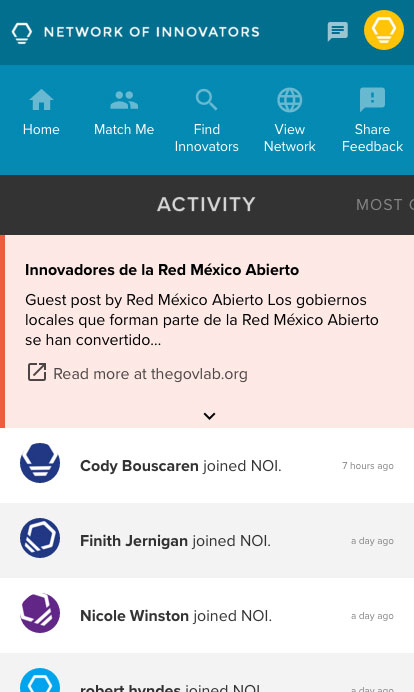 NETWORK OF INNOVATORS
Home
Match Me
Find
Innovators
View
Network
Share
Feedback
ACTIVITY
MOST
Innovadores de la Red México Abierto
Guest post by Red México Abierto Los gobiernos
locales que forman parte de la Red México Abierto
se han convertido...
Read more at thegovlab.org
Cody Bouscaren joined NOI.
7 hours ago
Finith Jernigan joined NOI.
a day ago
Nicole Winston joined NOI.
a day ago
robert hyndes joined NOI.
a day ago